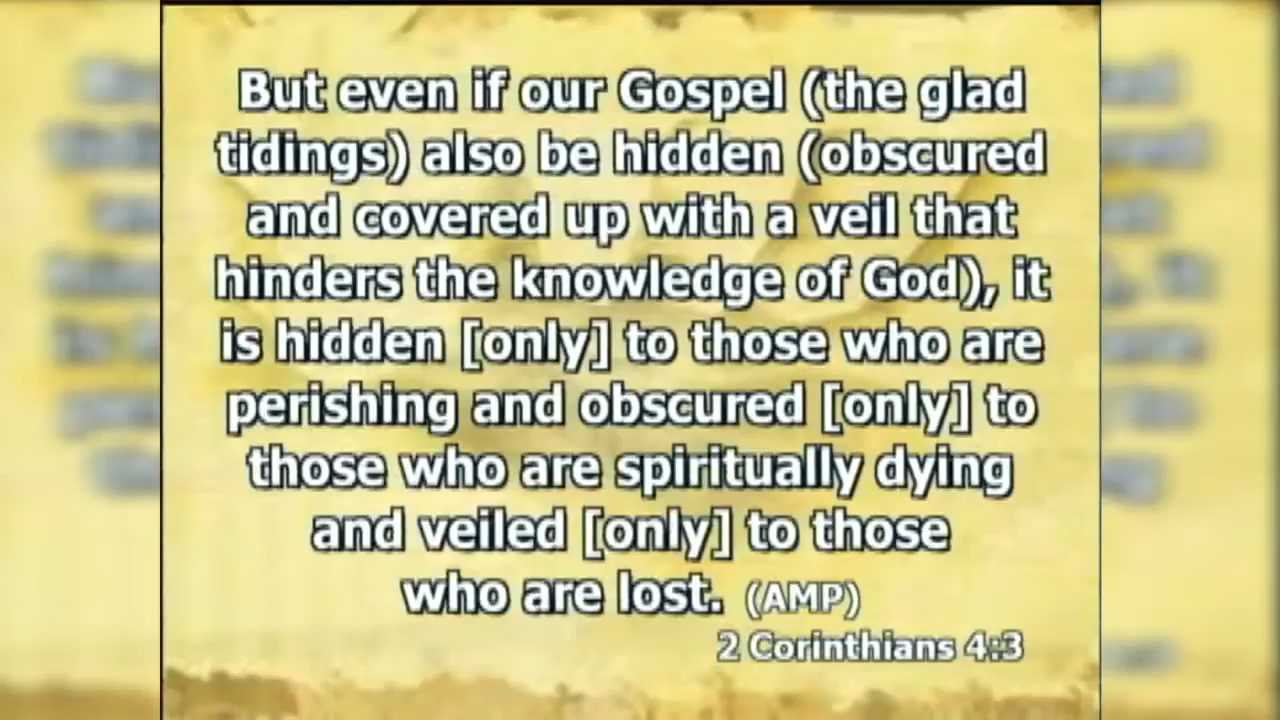 But even if our Gospel (the glad
tidings) also be hidden (obscured
and covered up with a veil that
hinders the knowledge of God), it
is hidden [only] to those who are
perishing and obscured [only] to
those who are spiritually dying
and veiled [only] to those
who are lost. (AMP)
2 Corinthians 4:3